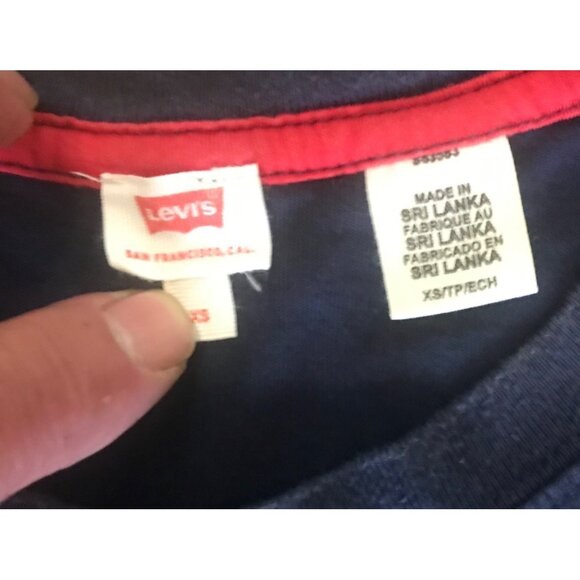 Levi's
SAN FRANCISCO, CAL.
XS
MADE IN
SRI LANKA
FABRIQUE AU
SRI LANKA
FABRICADO EN
SRI LANKA
XS/TP/ECH